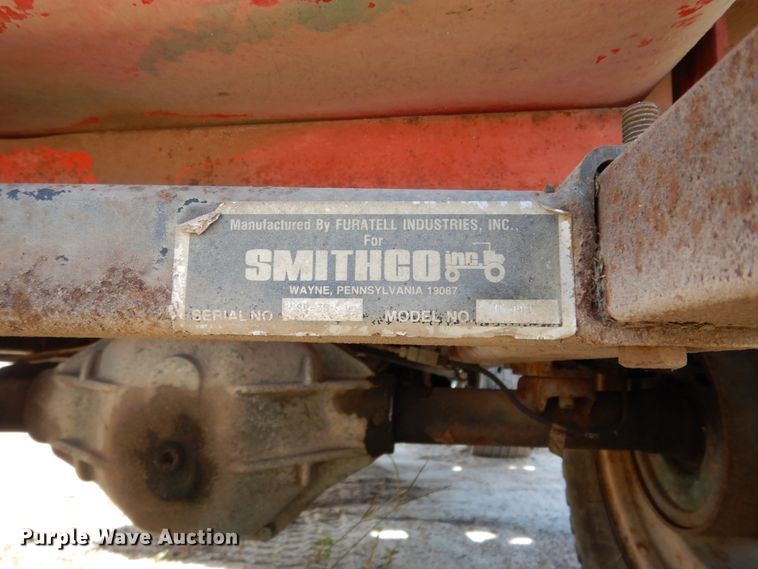 Manufactured By FURATELL INDUSTRIES, INC.,
For
SMITHCO inc.
WAYNE, PENNSYLVANIA 19087
SERIAL NO. MODEL NO.
Purple Wave Auction®